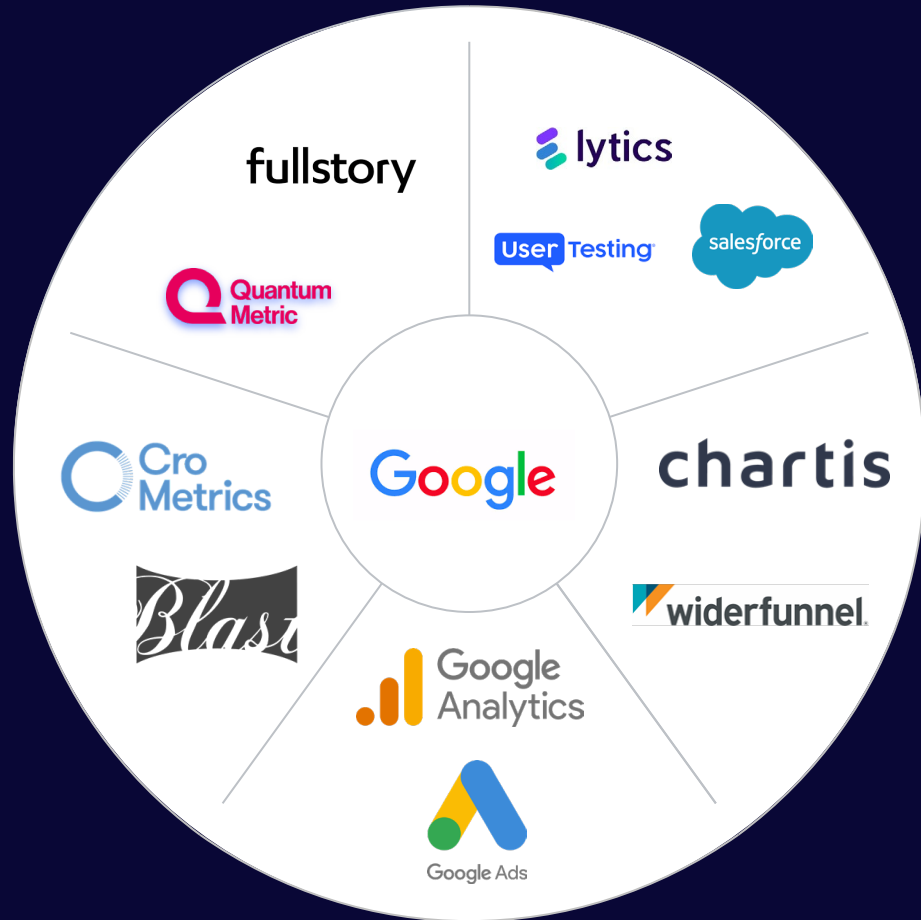 fullstory
lytics
User Testing
salesforce
Quantum
Metric
Cro
Metrics
Google
chartis
Blast
widerfunnel
Google
Analytics
Google Ads